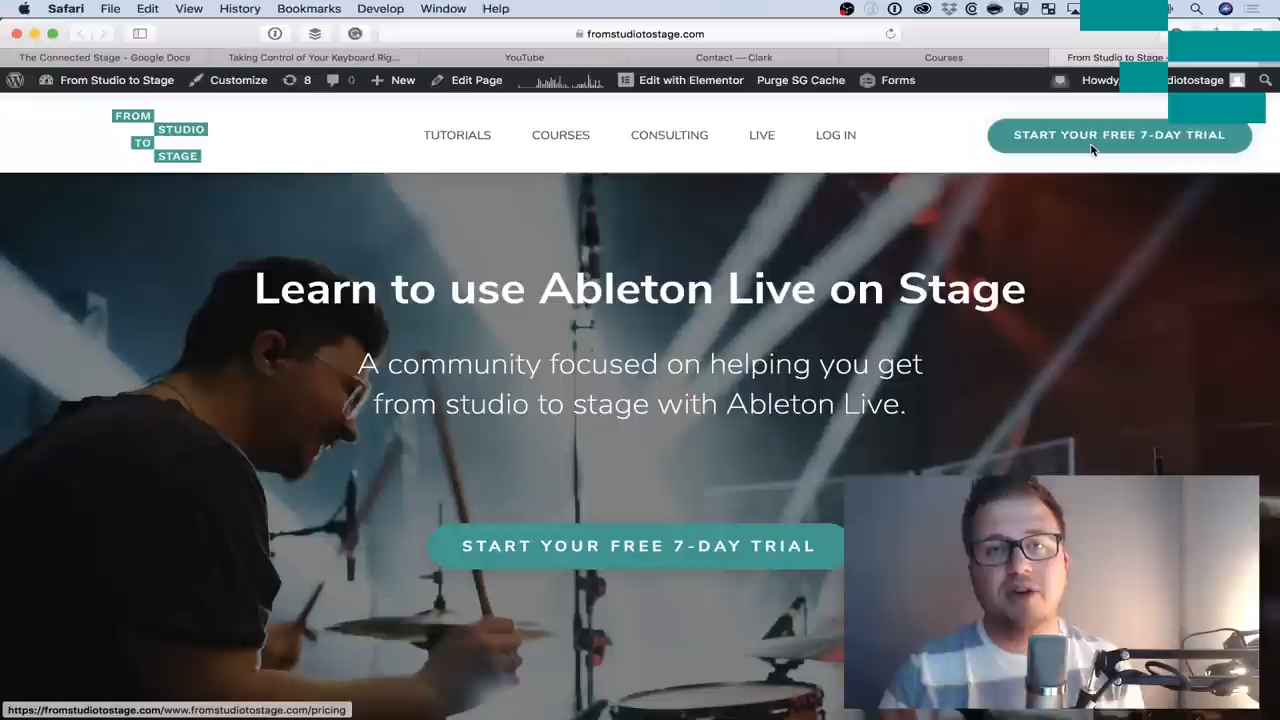 Safari File Edit View History Bookmarks Develop Window Help
fromstudiotostage.com
The Connected Stage - Google Docs Taking Control of Your Keyboard Rig... YouTube Contact — Clark Courses From Studio to Stage -
From Studio to Stage Customize 8 0 New Edit Page Edit with Elementor Purge SG Cache Forms Howdy diotostage
FROM
STUDIO
TO
STAGE
TUTORIALS COURSES CONSULTING LIVE LOG IN START YOUR FREE 7-DAY TRIAL
Learn to use Ableton Live on Stage
A community focused on helping you get
from studio to stage with Ableton Live.
START YOUR FREE 7-DAY TRIAL
https://fromstudiotostage.com/www.fromstudiotostage.com/pricing